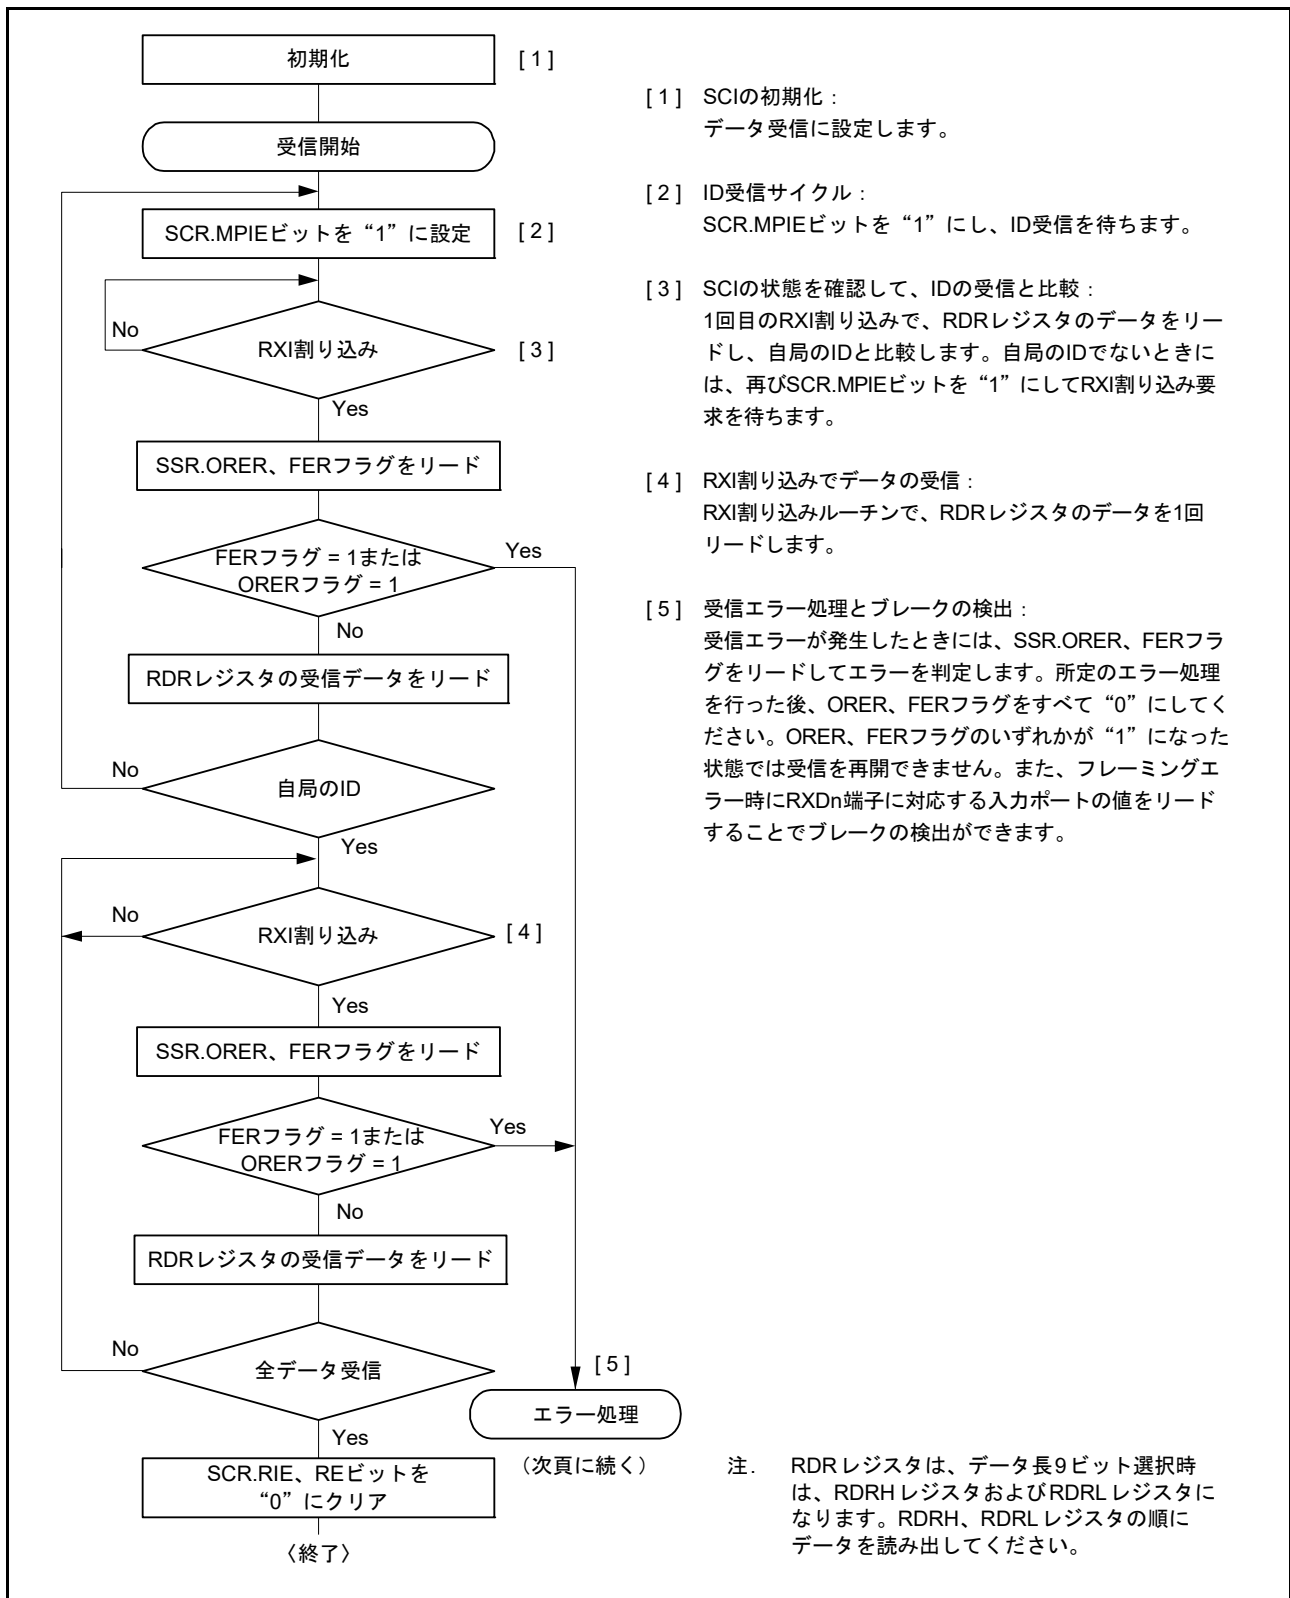 初期化
[ 1 ]
受信開始
SCR.MPIEビットを“1”に設定
[ 2 ]
No
RXI割り込み
[ 3 ]
Yes
SSR.ORER、FERフラグをリード
FERフラグ = 1または
ORERフラグ = 1
Yes
No
RDRレジスタの受信データをリード
No
自局のID
Yes
No
RXI割り込み
[ 4 ]
Yes
SSR.ORER、FERフラグをリード
FERフラグ = 1または
ORERフラグ = 1
Yes
No
RDRレジスタの受信データをリード
No
全データ受信
[ 5 ]
エラー処理
Yes
(次頁に続く)
SCR.RIE、REビットを
“0”にクリア
〈終了〉
[ 1 ] SCIの初期化：
データ受信に設定します。
[ 2 ] ID受信サイクル：
SCR.MPIEビットを“1”にし、ID受信を待ちます。
[ 3 ] SCIの状態を確認して、IDの受信と比較：
1回目のRXI割り込みで、RDRレジスタのデータをリー
ドし、自局のIDと比較します。自局のIDでないときに
は、再びSCR.MPIEビットを“1”にしてRXI割り込み要
求を待ちます。
[ 4 ] RXI割り込みでデータの受信：
RXI割り込みルーチンで、RDRレジスタのデータを1回
リードします。
[ 5 ] 受信エラー処理とブレークの検出：
受信エラーが発生したときには、SSR.ORER、FERフラ
グをリードしてエラーを判定します。所定のエラー処理
を行った後、ORER、FERフラグをすべて“0”にしてく
ださい。ORER、FERフラグのいずれかが“1”になった
状態では受信を再開できません。また、フレーミングエ
ラー時にRXDn端子に対応する入力ポートの値をリード
することでブレークの検出ができます。
注. RDRレジスタは、データ長9ビット選択時
は、RDRHレジスタおよびRDRLレジスタに
なります。RDRH、RDRLレジスタの順に
データを読み出してください。